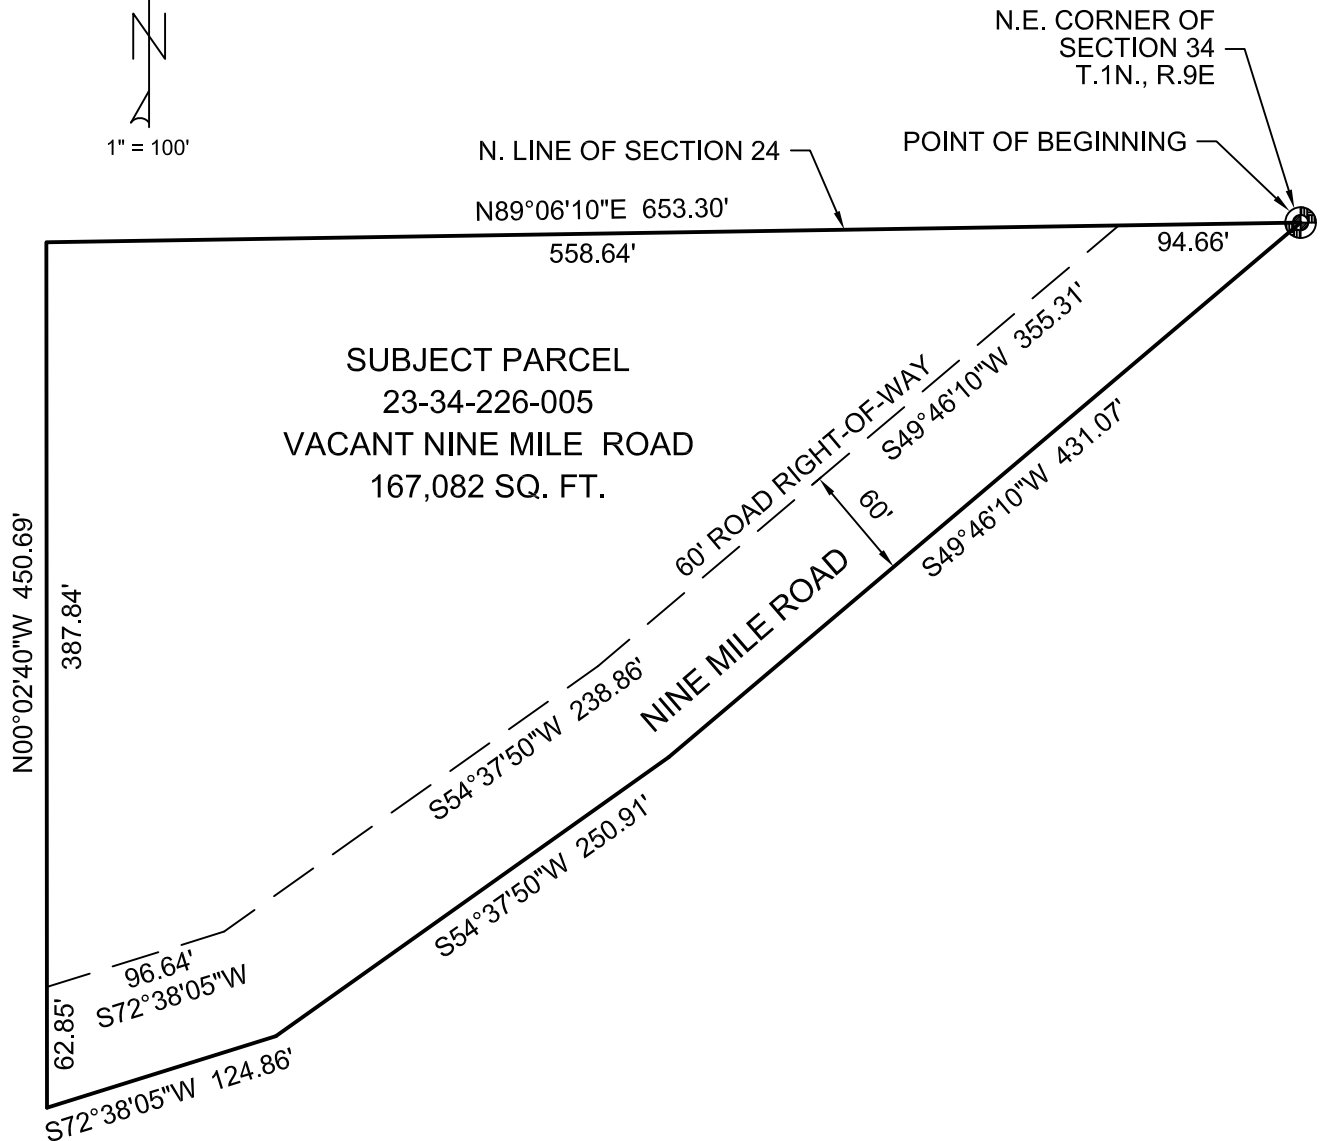 N
1" = 100'
N.E. CORNER OF
SECTION 34
T.1N., R.9E
POINT OF BEGINNING
N. LINE OF SECTION 24
N89°06'10"E 653.30'
558.64'
94.66'
SUBJECT PARCEL
23-34-226-005
VACANT NINE MILE ROAD
167,082 SQ. FT.
S49°46'10"W 355.31'
60' ROAD RIGHT-OF-WAY
60'
S49°46'10"W 431.07'
NINE MILE ROAD
N00°02'40"W 450.69'
387.84'
S54°37'50"W 238.86'
S54°37'50"W 250.91'
96.64'
S72°38'05"W
62.85'
S72°38'05"W 124.86'